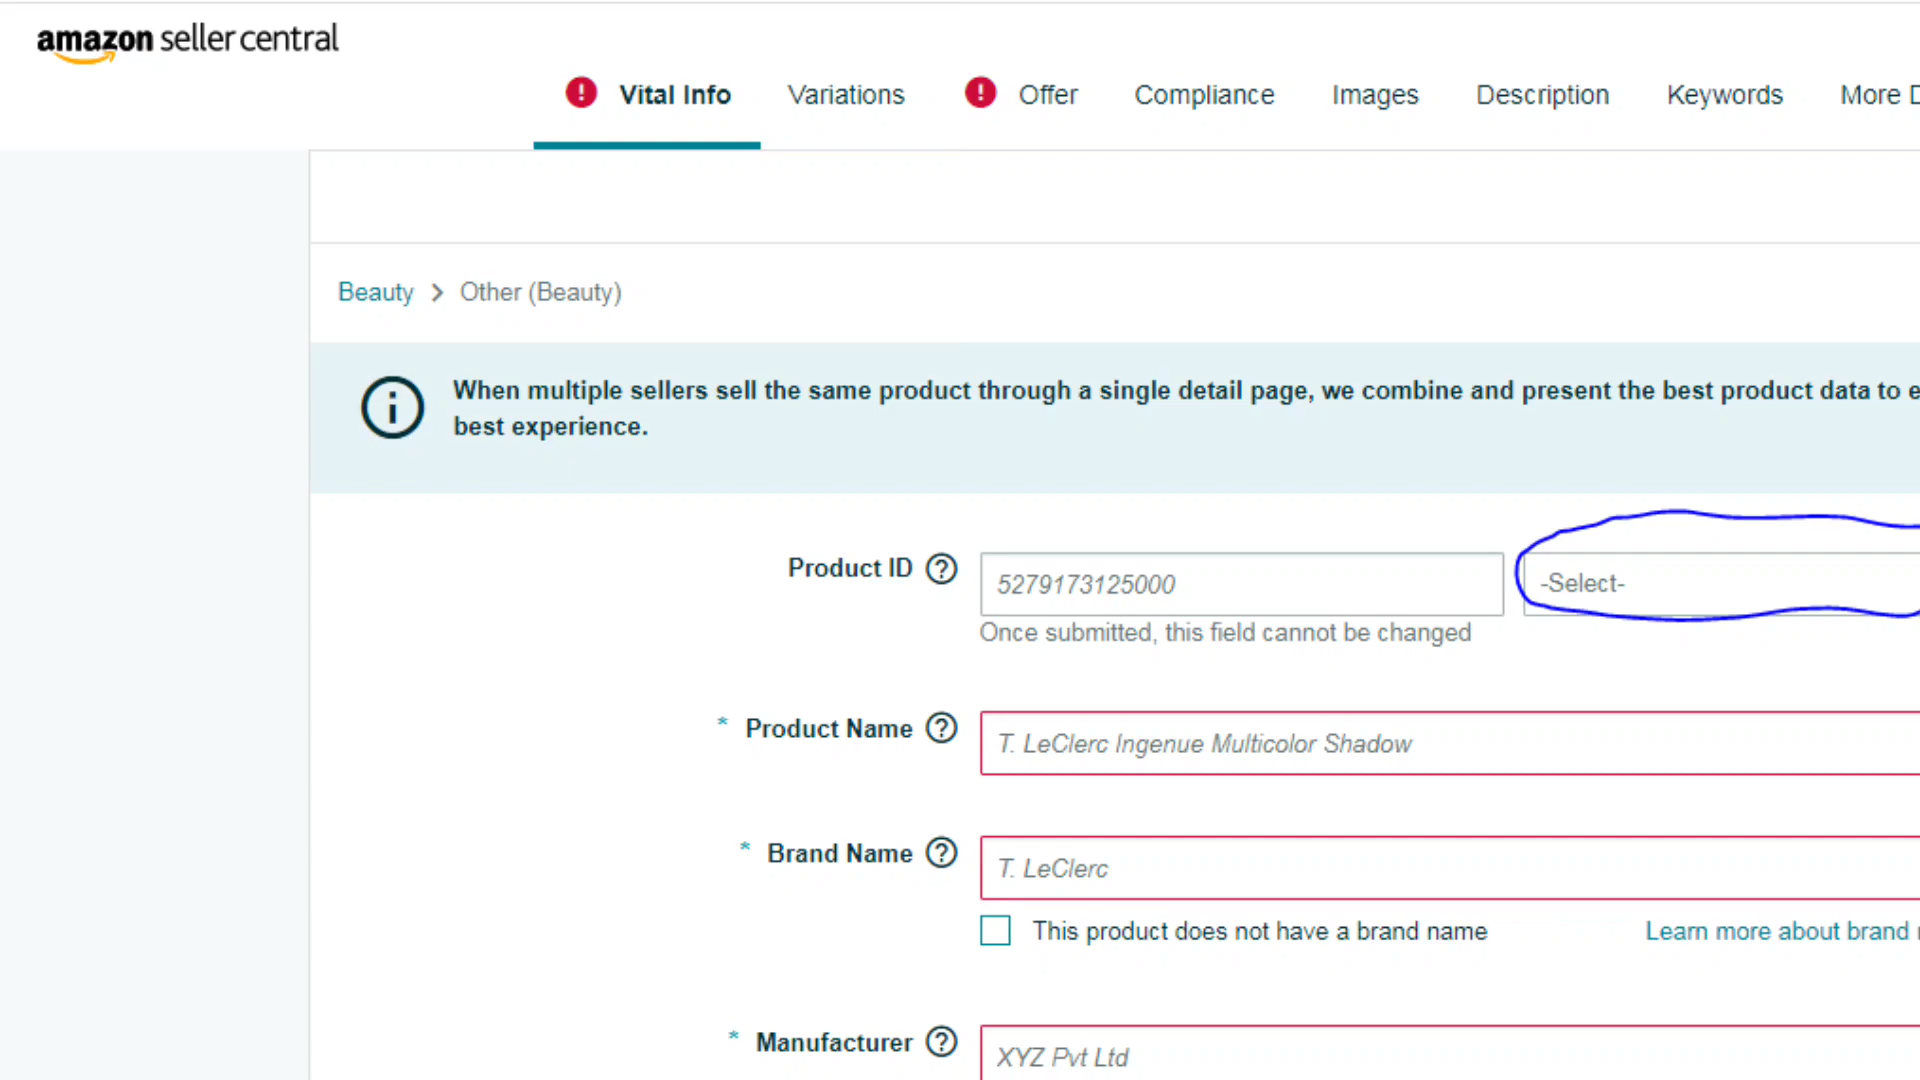 amazon seller central
! Vital Info Variations ! Offer Compliance Images Description Keywords More D
Beauty > Other (Beauty)
When multiple sellers sell the same product through a single detail page, we combine and present the best product data to e
best experience.
Product ID ? 5279173125000 -Select-
Once submitted, this field cannot be changed
* Product Name ? T. LeClerc Ingenue Multicolor Shadow
* Brand Name ? T. LeClerc
This product does not have a brand name Learn more about brand
* Manufacturer ? XYZ Pvt Ltd